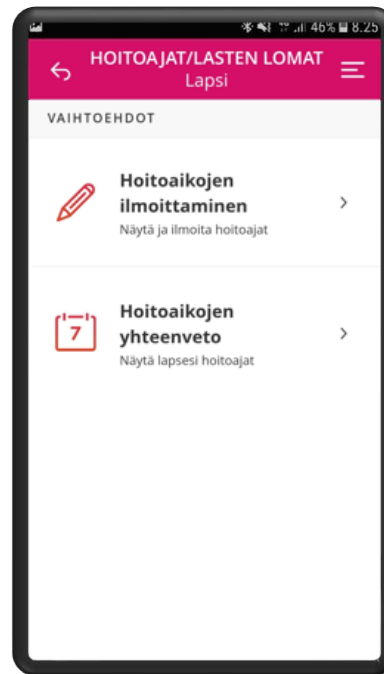 46% 8.25
HOITOAJAT/LASTEN LOMAT
Lapsi
VAIHTOEHDOT
Hoitoaikojen
ilmoittaminen
Näytä ja ilmoita hoitoajat
7
Hoitoaikojen
yhteenveto
Näytä lapsesi hoitoajat